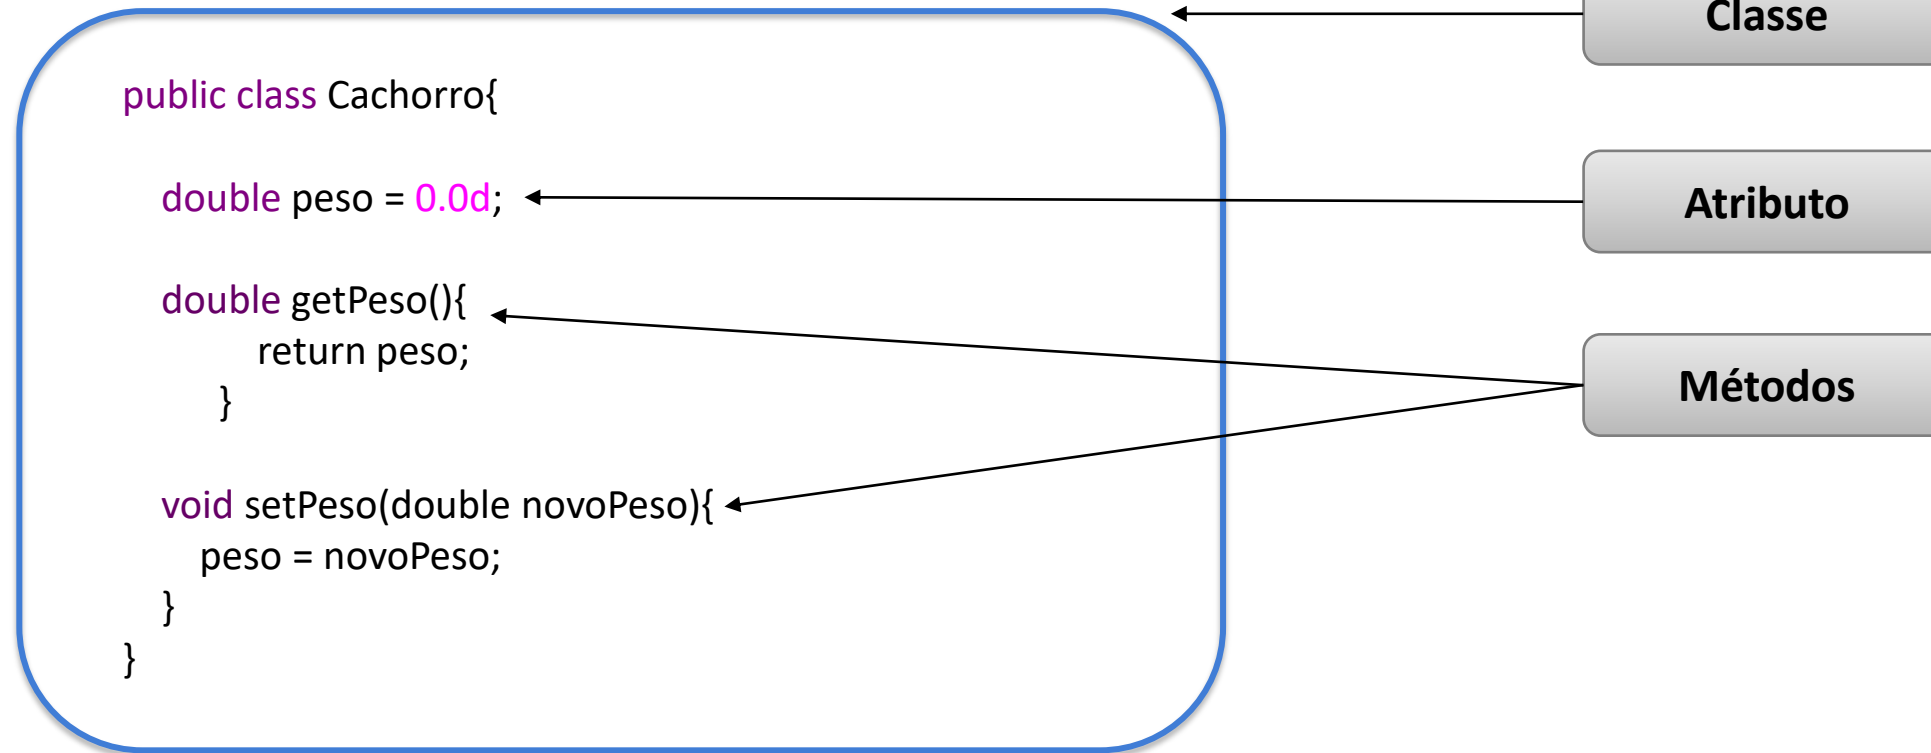 Classe
public class Cachorro{
double peso = 0.0d;
Atributo
double getPeso(){
return peso;
}
Métodos
void setPeso(double novoPeso){
peso = novoPeso;
}
}